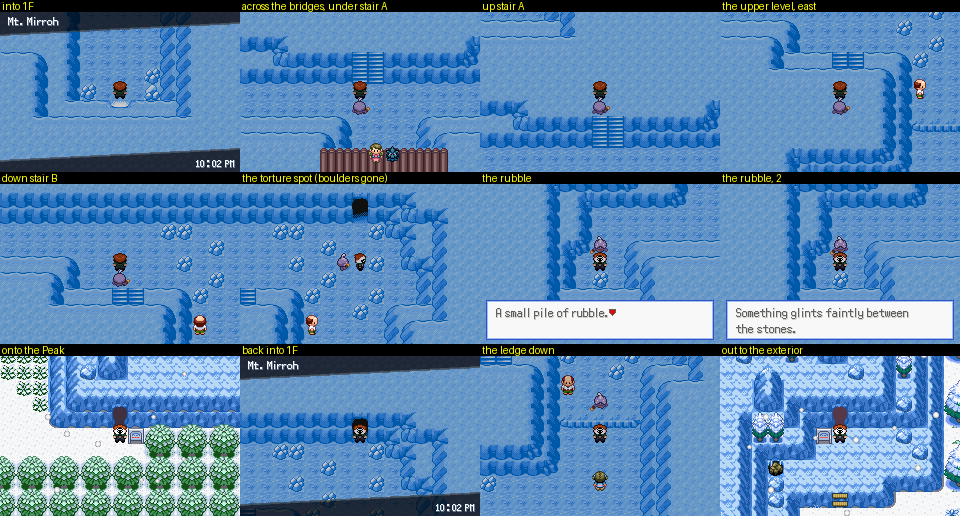 into 1F
across the bridges, under stair A
up stair A
the upper level, east
Mt. Mirroh
10:02 PM
down stair B
the torture spot (boulders gone)
the rubble
the rubble, 2
A small pile of rubble.
Something glints faintly between
the stones.
onto the Peak
back into 1F
the ledge down
out to the exterior
Mt. Mirroh
10:02 PM